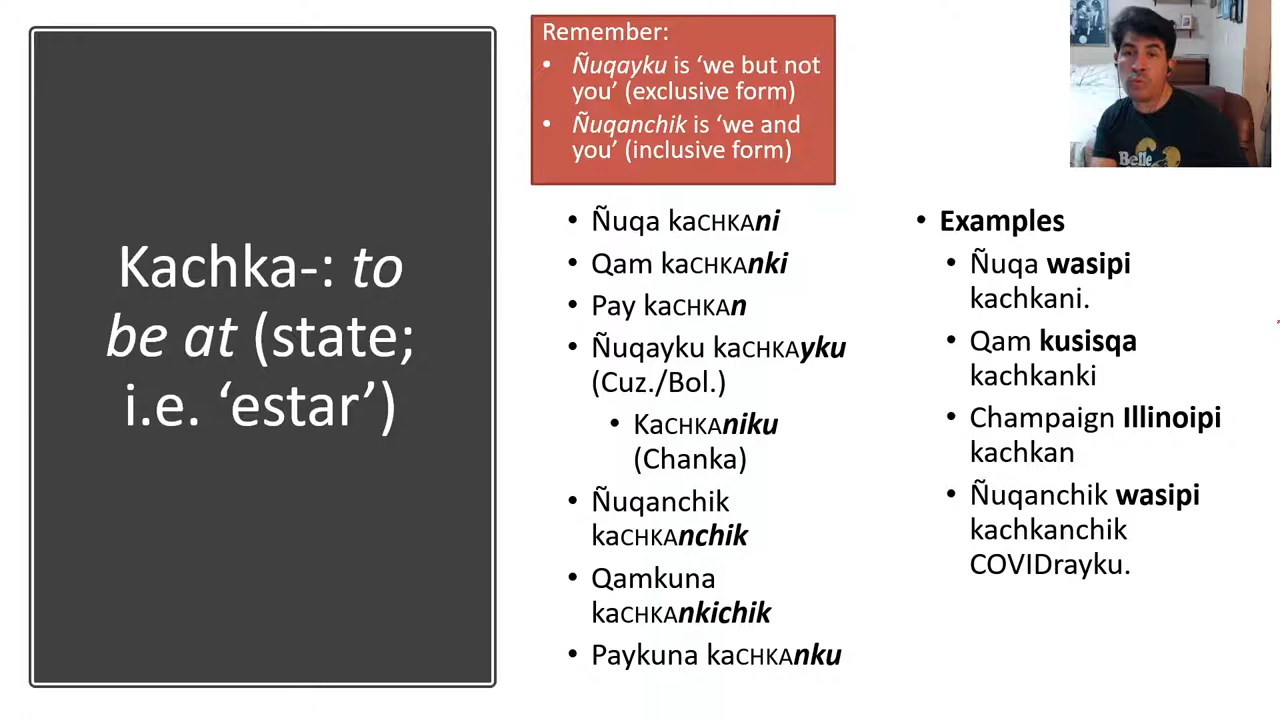 Kachka-: to
be at (state;
i.e. ‘estar’)
Remember:
• Ñuqayku is ‘we but not
you’ (exclusive form)
• Ñuqanchik is ‘we and
you’ (inclusive form)
• Ñuqa kaCHKAni
• Qam kaCHKAnki
• Pay kaCHKAn
• Ñuqayku kaCHKAyku
(Cuz./Bol.)
• KaCHKAniku
(Chanka)
• Ñuqanchik
kaCHKAnchik
• Qamkuna
kaCHKAnkichik
• Paykuna kaCHKAnku
• Examples
• Ñuqa wasipi
kachkani.
• Qam kusisqa
kachkanki
• Champaign Illinoipi
kachkan
• Ñuqanchik wasipi
kachkanchik
COVIDrayku.
Belle